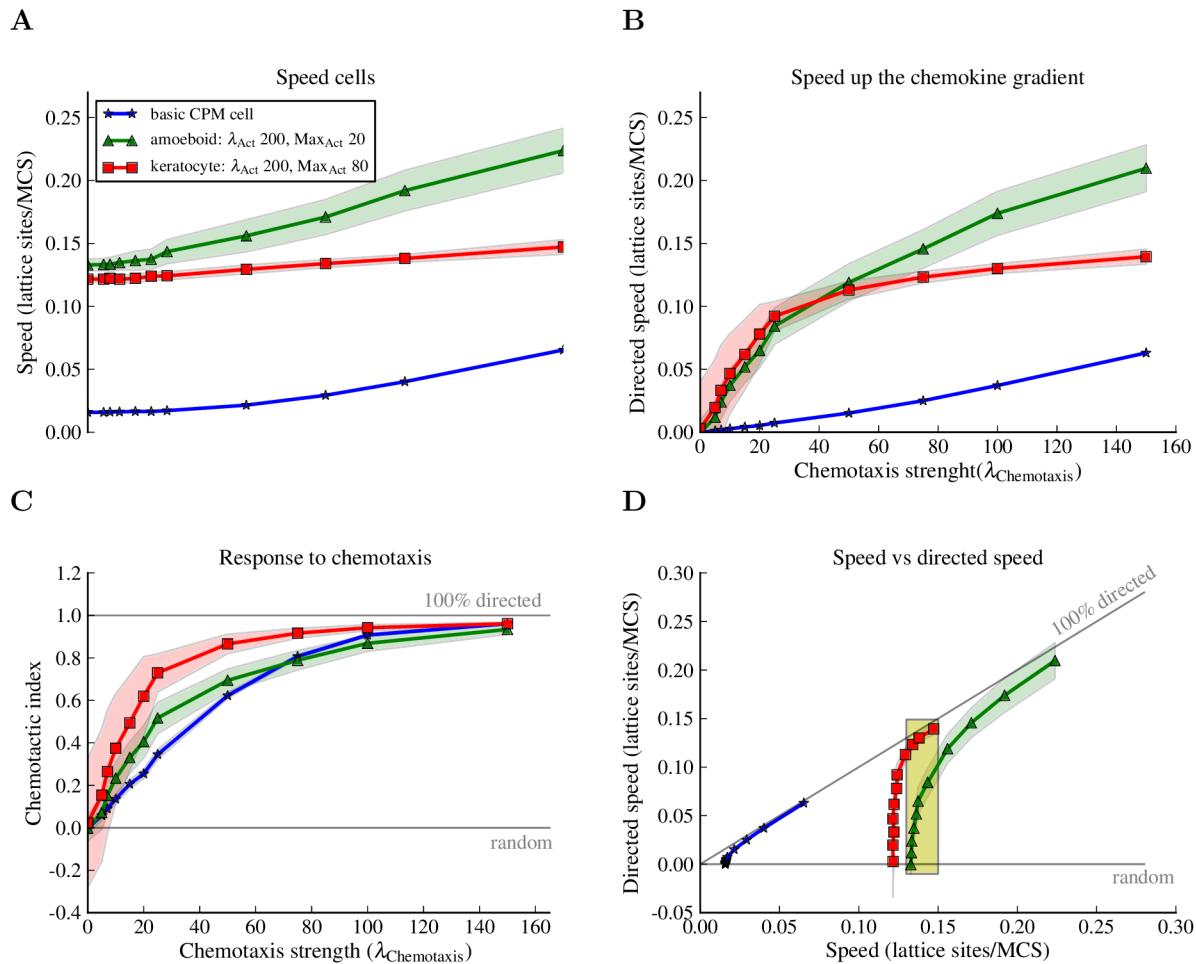 A
B
Speed cells
Speed up the chemokine gradient
Speed (lattice sites/MCS)
0.25
0.20
0.15
0.10
0.05
0.00
basic CPM cell
amoeboid: λAct 200, MaxAct 20
keratocyte: λAct 200, MaxAct 80
Directed speed (lattice sites/MCS)
0.25
0.20
0.15
0.10
0.05
0.00
0 20 40 60 80 100 120 140 160
Chemotaxis strenght(λChemotaxis)
C
D
Response to chemotaxis
Speed vs directed speed
Chemotactic index
1.2
1.0
0.8
0.6
0.4
0.2
0.0
-0.2
-0.4
100% directed
random
0 20 40 60 80 100 120 140 160
Chemotaxis strength (λChemotaxis)
Directed speed (lattice sites/MCS)
0.30
0.25
0.20
0.15
0.10
0.05
0.00
-0.05
100% directed
random
0.00 0.05 0.10 0.15 0.20 0.25 0.30
Speed (lattice sites/MCS)